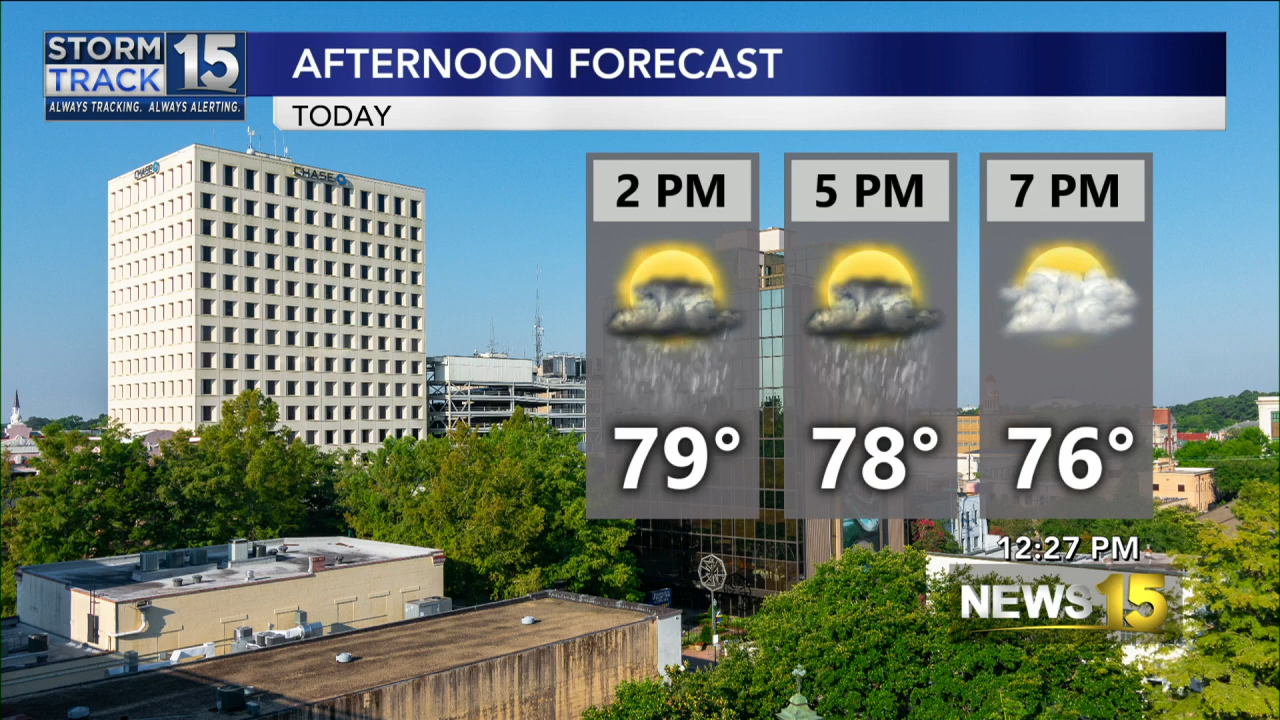 STORM
TRACK
15
ALWAYS TRACKING. ALWAYS ALERTING.
AFTERNOON FORECAST
TODAY
CHASE
CHASE
2 PM
5 PM
7 PM
79°
78°
76°
12:27 PM
NEWS 15